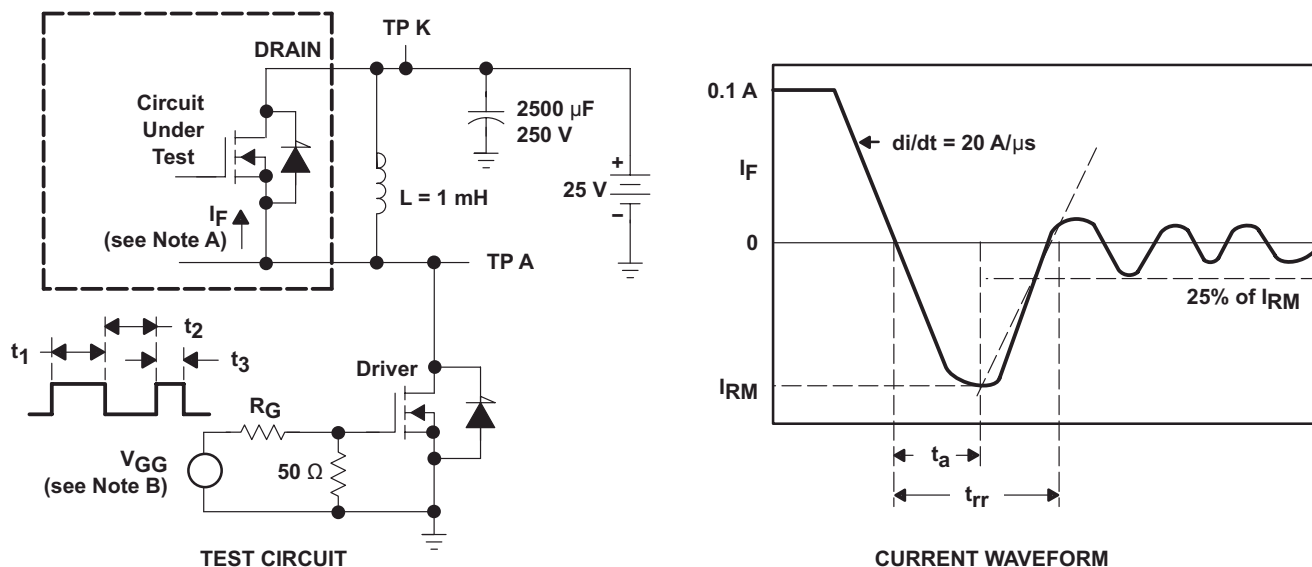 TP K
DRAIN
Circuit
Under
Test
2500 µF
250 V
+
25 V
−
L = 1 mH
IF
(see Note A)
TP A
t2
t1
t3
Driver
RG
VGG
(see Note B)
50 Ω
TEST CIRCUIT
0.1 A
di/dt = 20 A/µs
IF
0
25% of IRM
IRM
ta
trr
CURRENT WAVEFORM